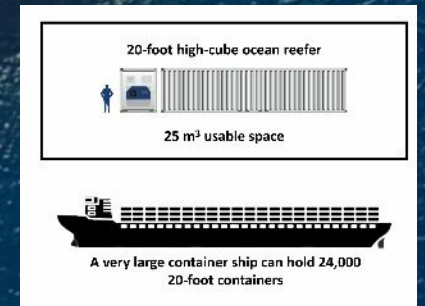 20-foot high-cube ocean reefer
25 m³ usable space
A very large container ship can hold 24,000
20-foot containers